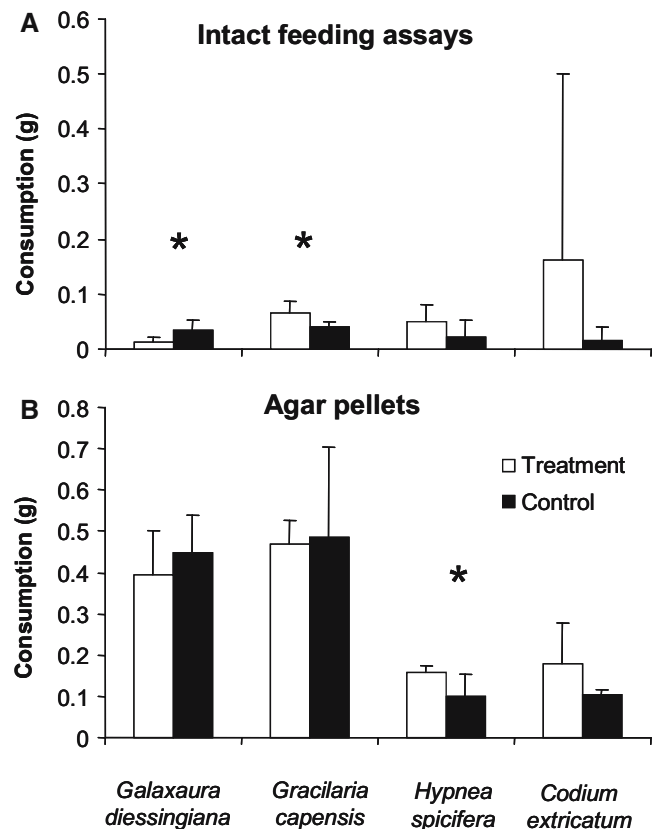 A
Intact feeding assays
Consumption (g)
0.6
0.5
0.4
0.3
0.2
0.1
0
*
*
B
Agar pellets
Consumption (g)
0.8
0.7
0.6
0.5
0.4
0.3
0.2
0.1
0
Treatment
Control
*
Galaxaura
diessingiana
Gracilaria
capensis
Hypnea
spicifera
Codium
extricatum